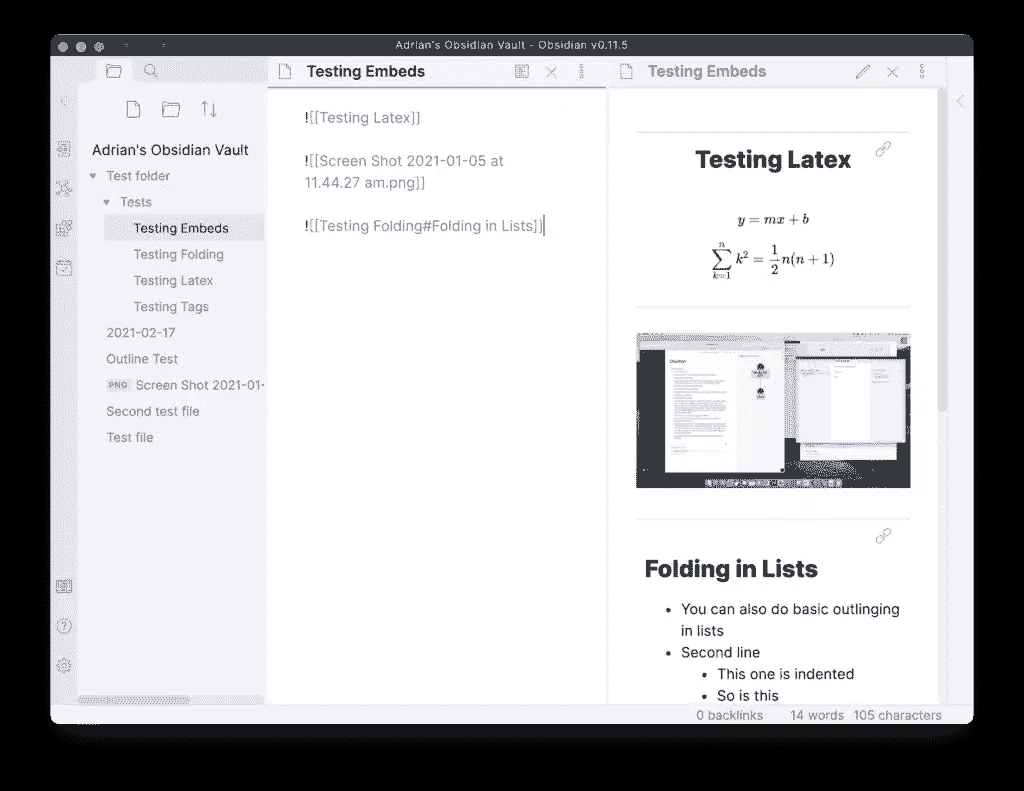 Adrian's Obsidian Vault - Obsidian v0.11.5
Adrian's Obsidian Vault
Test folder
Tests
Testing Embeds
Testing Folding
Testing Latex
Testing Tags
2021-02-17
Outline Test
PNG Screen Shot 2021-01-
Second test file
Test file
Testing Embeds
![[Testing Latex]]
![[Screen Shot 2021-01-05 at
11.44.27 am.png]]
![[Testing Folding#Folding in Lists]]
Testing Embeds
Testing Latex
y = mx + b
∑ₖ₌₁ⁿ k² = 1/2 n(n + 1)
Folding in Lists
• You can also do basic outlinging
in lists
• Second line
• This one is indented
• So is this
0 backlinks 14 words 105 characters